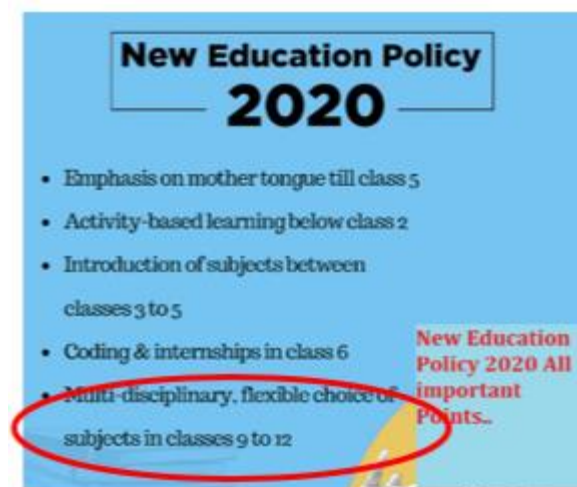 New Education Policy
2020
• Emphasis on mother tongue till class 5
• Activity-based learning below class 2
• Introduction of subjects between
classes 3 to 5
• Coding & internships in class 6
• Multi-disciplinary, flexible choice of
subjects in classes 9 to 12
New Education
Policy 2020 All
important
Points..